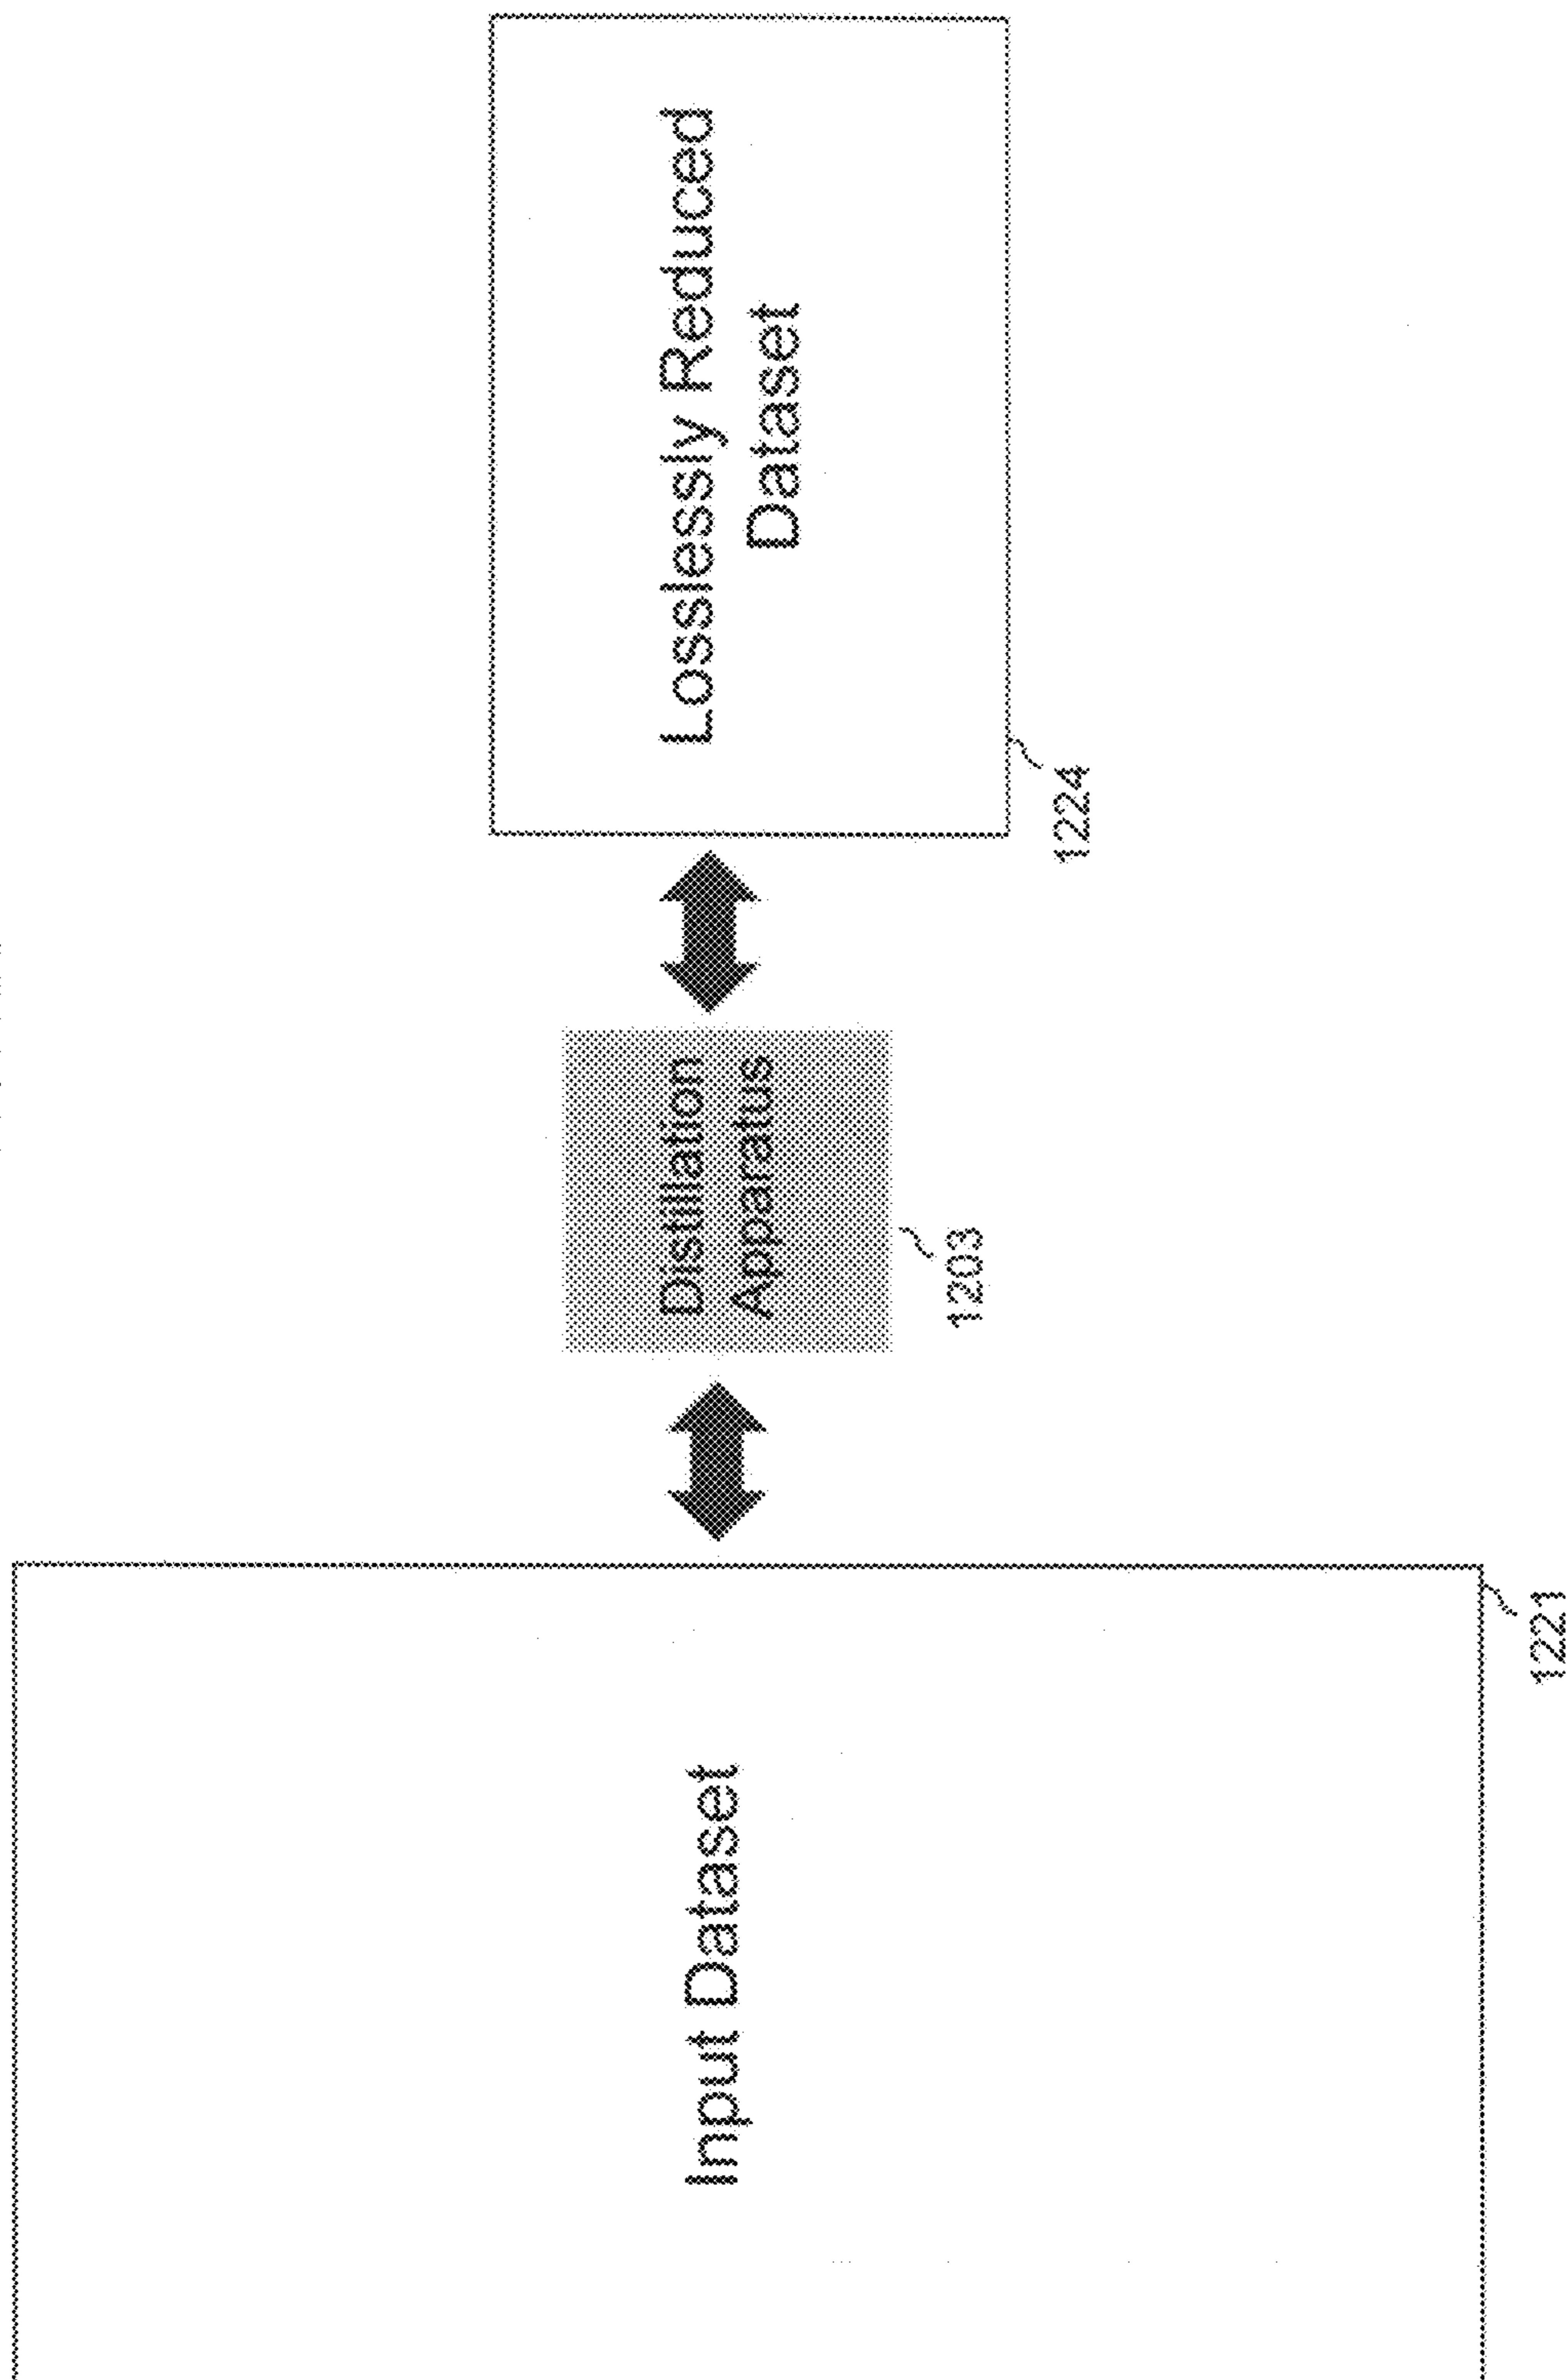 Input Dataset
1221
Distillation
Apparatus
1203
Losslessly Reduced
Dataset
1224